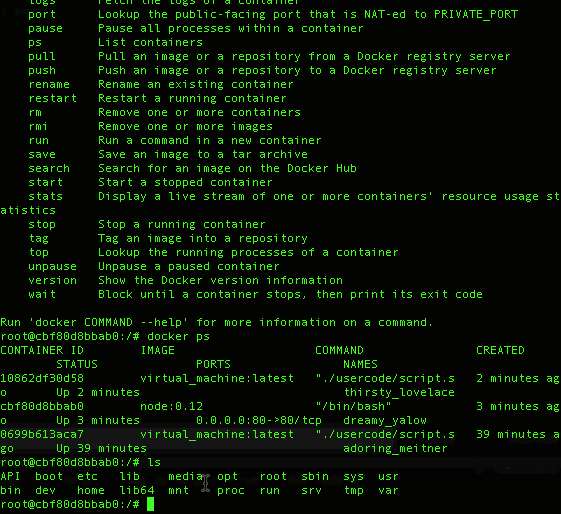 logs      Fetch the logs of a container
port      Lookup the public-facing port that is NAT-ed to PRIVATE_PORT
pause     Pause all processes within a container
ps        List containers
pull      Pull an image or a repository from a Docker registry server
push      Push an image or a repository to a Docker registry server
rename    Rename an existing container
restart   Restart a running container
rm        Remove one or more containers
rmi       Remove one or more images
run       Run a command in a new container
save      Save an image to a tar archive
search    Search for an image on the Docker Hub
start     Start a stopped container
stats     Display a live stream of one or more containers' resource usage st
atistics
stop      Stop a running container
tag       Tag an image into a repository
top       Lookup the running processes of a container
unpause   Unpause a paused container
version   Show the Docker version information
wait      Block until a container stops, then print its exit code
Run 'docker COMMAND --help' for more information on a command.
root@cbf80d8bbab0:/# docker ps
CONTAINER ID        IMAGE                    COMMAND                CREATED
        STATUS              PORTS                    NAMES
10862df30d58        virtual_machine:latest   "./usercode/script.s   2 minutes ag
o       Up 2 minutes                             thirsty_lovelace
cbf80d8bbab0        node:0.12                "/bin/bash"            3 minutes ag
o       Up 3 minutes        0.0.0.0:80->80/tcp   dreamy_yalow
0699b613aca7        virtual_machine:latest   "./usercode/script.s   39 minutes a
go      Up 39 minutes                            adoring_meitner
root@cbf80d8bbab0:/# ls
API  boot  etc   lib    media  opt   root  sbin  sys  usr
bin  dev   home  lib64  mnt    proc  run   srv   tmp  var
root@cbf80d8bbab0:/#